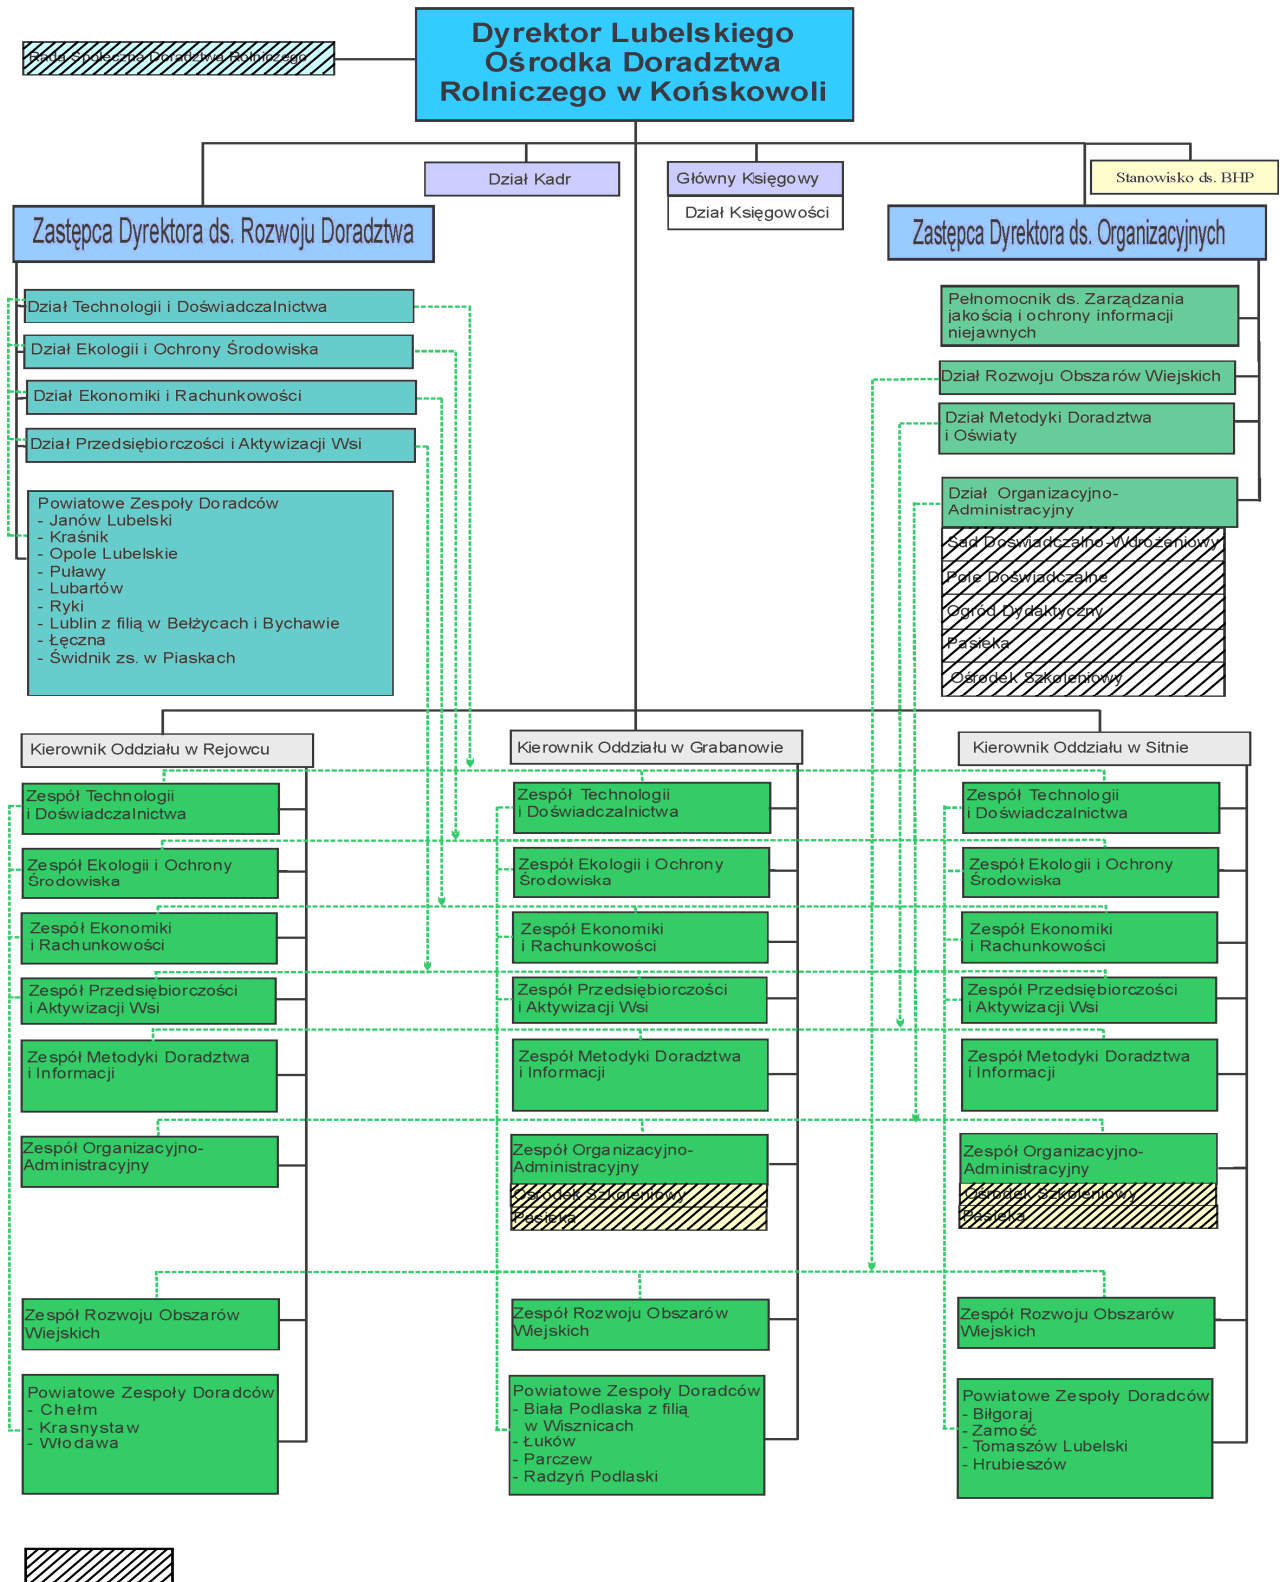 Dyrektor Lubelskiego
Ośrodka Doradztwa
Rolniczego w Końskowoli
Rada Społeczna Doradztwa Rolniczego
Dział Kadr
Główny Księgowy
Dział Księgowości
Stanowisko ds. BHP
Zastępca Dyrektora ds. Rozwoju Doradztwa
Dział Technologii i Doświadczalnictwa
Dział Ekologii i Ochrony Środowiska
Dział Ekonomiki i Rachunkowości
Dział Przedsiębiorczości i Aktywizacji Wsi
Powiatowe Zespoły Doradców
- Janów Lubelski
- Kraśnik
- Opole Lubelskie
- Puławy
- Lubartów
- Ryki
- Lublin z filią w Bełżycach i Bychawie
- Łęczna
- Świdnik zs. w Piaskach
Zastępca Dyrektora ds. Organizacyjnych
Pełnomocnik ds. Zarządzania
jakością i ochrony informacji
niejawnych
Dział Rozwoju Obszarów Wiejskich
Dział Metodyki Doradztwa
i Oświaty
Dział Organizacyjno-
Administracyjny
Sad Doświadczalno-Wdrożeniowy
Pole Doświadczalne
Ogród Dydaktyczny
Pasieka
Ośrodek Szkoleniowy
Kierownik Oddziału w Rejowcu
Zespół Technologii
i Doświadczalnictwa
Zespół Ekologii i Ochrony
Środowiska
Zespół Ekonomiki
i Rachunkowości
Zespół Przedsiębiorczości
i Aktywizacji Wsi
Zespół Metodyki Doradztwa
i Informacji
Zespół Organizacyjno-
Administracyjny
Zespół Rozwoju Obszarów
Wiejskich
Powiatowe Zespoły Doradców
- Chełm
- Krasnystaw
- Włodawa
Kierownik Oddziału w Grabanowie
Zespół Technologii
i Doświadczalnictwa
Zespół Ekologii i Ochrony
Środowiska
Zespół Ekonomiki
i Rachunkowości
Zespół Przedsiębiorczości
i Aktywizacji Wsi
Zespół Metodyki Doradztwa
i Informacji
Zespół Organizacyjno-
Administracyjny
Ośrodek Szkoleniowy
Pasieka
Zespół Rozwoju Obszarów
Wiejskich
Powiatowe Zespoły Doradców
- Biała Podlaska z filią
w Wisznicach
- Łuków
- Parczew
- Radzyń Podlaski
Kierownik Oddziału w Sitnie
Zespół Technologii
i Doświadczalnictwa
Zespół Ekologii i Ochrony
Środowiska
Zespół Ekonomiki
i Rachunkowości
Zespół Przedsiębiorczości
i Aktywizacji Wsi
Zespół Metodyki Doradztwa
i Informacji
Zespół Organizacyjno-
Administracyjny
Ośrodek Szkoleniowy
Pasieka
Zespół Rozwoju Obszarów
Wiejskich
Powiatowe Zespoły Doradców
- Biłgoraj
- Zamość
- Tomaszów Lubelski
- Hrubieszów